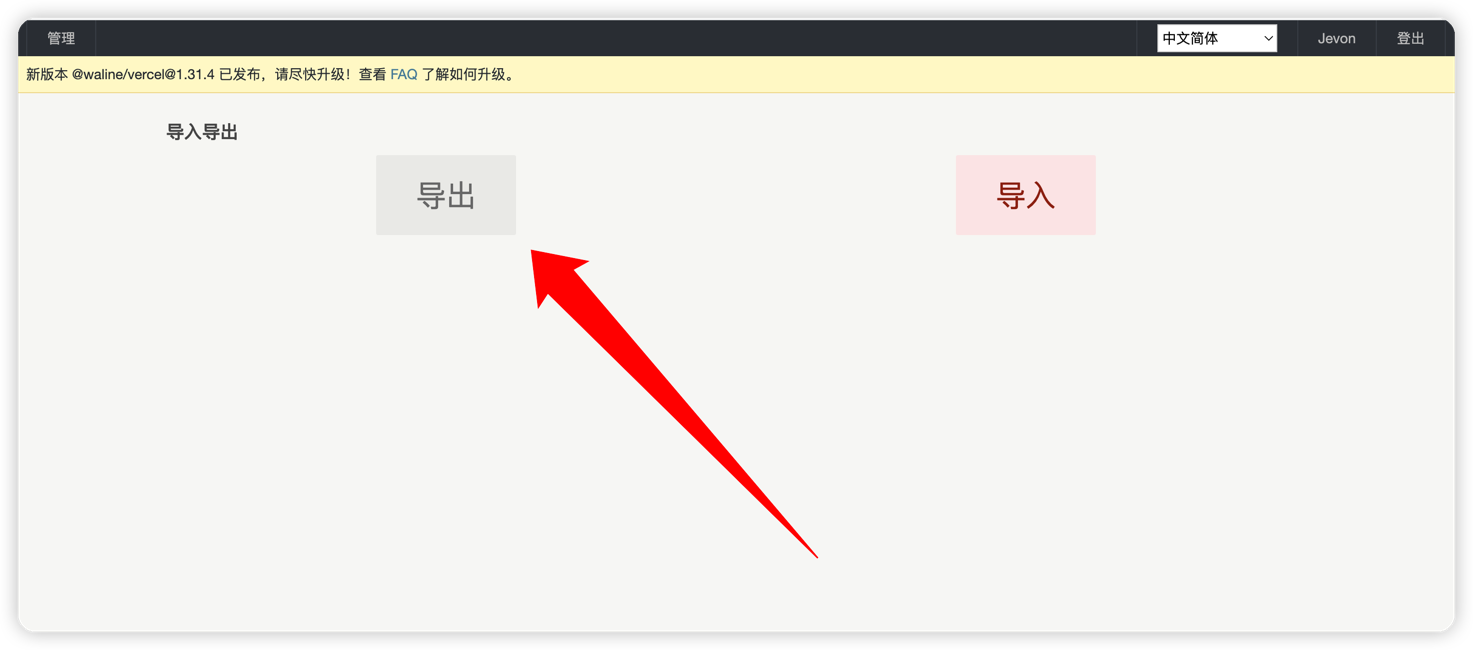 管理
中文简体
Jevon
登出
新版本 @waline/vercel@1.31.4 已发布，请尽快升级！查看 FAQ 了解如何升级。
导入导出
导出
导入